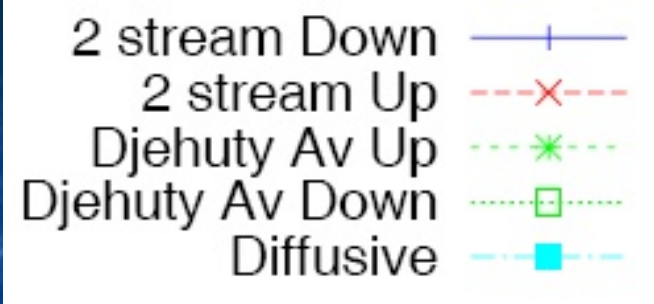 2 stream Down
2 stream Up
Djehuty Av Up
Djehuty Av Down
Diffusive